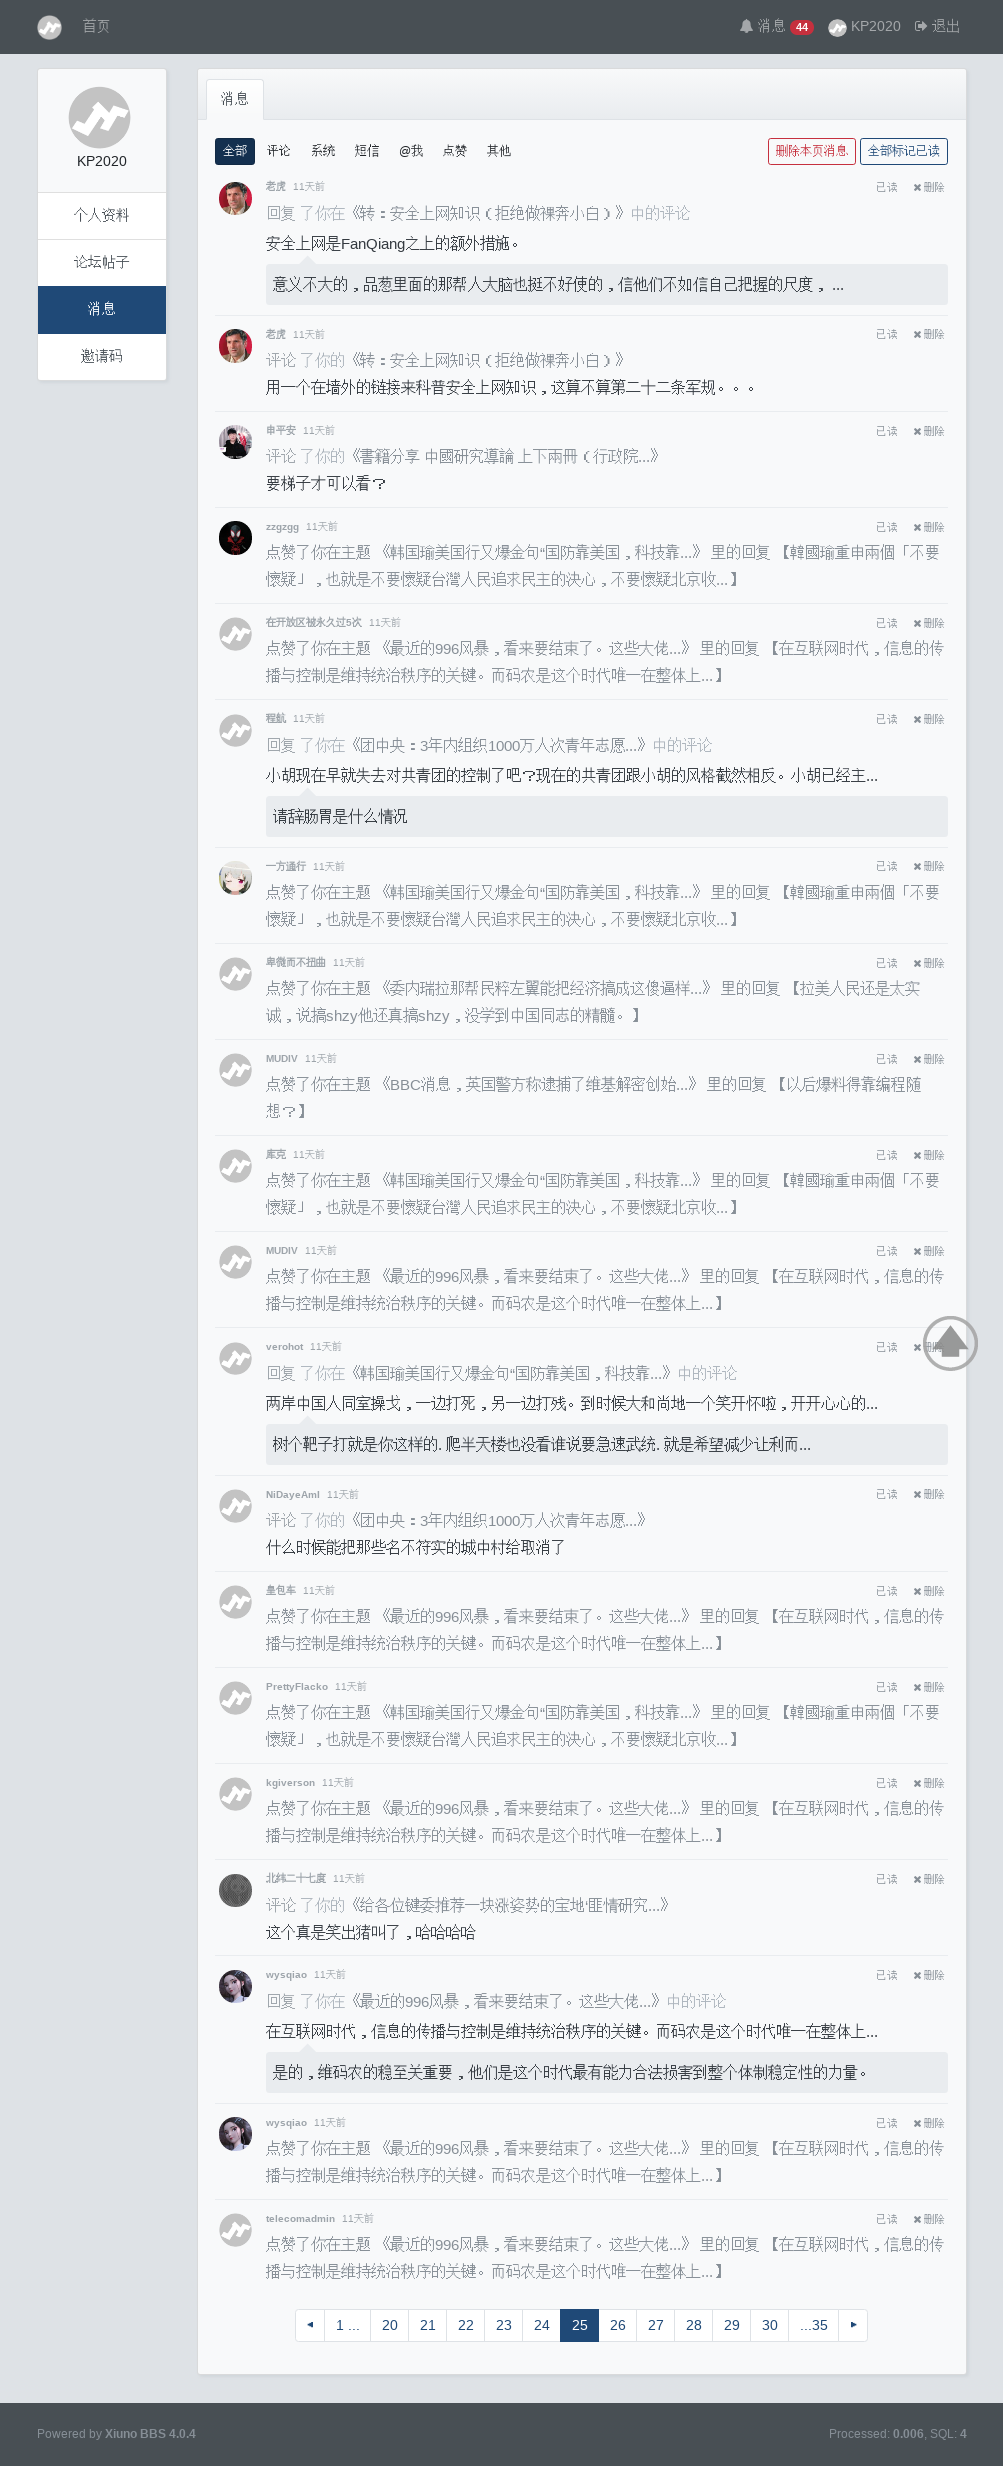 首页
消息 44 KP2020 退出
KP2020
个人资料
论坛帖子
消息
邀请码
消息
全部 评论 系统 短信 @我 点赞 其他 删除本页消息 全部标记已读
老虎 11天前 已读 ✖删除
回复 了你在《转：安全上网知识（拒绝做裸奔小白）》中的评论
安全上网是FanQiang之上的额外措施。
意义不大的，品葱里面的那帮人大脑也挺不好使的，信他们不如信自己把握的尺度， ...
老虎 11天前 已读 ✖删除
评论 了你的《转：安全上网知识（拒绝做裸奔小白）》
用一个在墙外的链接来科普安全上网知识，这算不算第二十二条军规。。。
申平安 11天前 已读 ✖删除
评论 了你的《書籍分享 中國研究導論 上下兩冊（行政院...》
要梯子才可以看？
zzgzgg 11天前 已读 ✖删除
点赞了你在主题 《韩国瑜美国行又爆金句“国防靠美国，科技靠...》 里的回复 【韓國瑜重申兩個「不要
懷疑」，也就是不要懷疑台灣人民追求民主的決心，不要懷疑北京收...】
在开放区被永久过5次 11天前 已读 ✖删除
点赞了你在主题 《最近的996风暴，看来要结束了。这些大佬...》 里的回复 【在互联网时代，信息的传
播与控制是维持统治秩序的关键。而码农是这个时代唯一在整体上...】
程航 11天前 已读 ✖删除
回复 了你在《团中央：3年内组织1000万人次青年志愿...》中的评论
小胡现在早就失去对共青团的控制了吧？现在的共青团跟小胡的风格截然相反。小胡已经主...
请辞肠胃是什么情况
一方通行 11天前 已读 ✖删除
点赞了你在主题 《韩国瑜美国行又爆金句“国防靠美国，科技靠...》 里的回复 【韓國瑜重申兩個「不要
懷疑」，也就是不要懷疑台灣人民追求民主的決心，不要懷疑北京收...】
卑微而不扭曲 11天前 已读 ✖删除
点赞了你在主题 《委内瑞拉那帮民粹左翼能把经济搞成这傻逼样...》 里的回复 【拉美人民还是太实
诚，说搞shzy他还真搞shzy，没学到中国同志的精髓。】
MUDIV 11天前 已读 ✖删除
点赞了你在主题 《BBC消息，英国警方称逮捕了维基解密创始...》 里的回复 【以后爆料得靠编程随
想？】
库克 11天前 已读 ✖删除
点赞了你在主题 《韩国瑜美国行又爆金句“国防靠美国，科技靠...》 里的回复 【韓國瑜重申兩個「不要
懷疑」，也就是不要懷疑台灣人民追求民主的決心，不要懷疑北京收...】
MUDIV 11天前 已读 ✖删除
点赞了你在主题 《最近的996风暴，看来要结束了。这些大佬...》 里的回复 【在互联网时代，信息的传
播与控制是维持统治秩序的关键。而码农是这个时代唯一在整体上...】
verohot 11天前 已读 ✖删除
回复 了你在《韩国瑜美国行又爆金句“国防靠美国，科技靠...》中的评论
两岸中国人同室操戈，一边打死，另一边打残。到时候大和尚地一个笑开怀啦，开开心心的...
树个靶子打就是你这样的. 爬半天楼也没看谁说要急速武统. 就是希望减少让利而...
NiDayeAmI 11天前 已读 ✖删除
评论 了你的《团中央：3年内组织1000万人次青年志愿...》
什么时候能把那些名不符实的城中村给取消了
皇包车 11天前 已读 ✖删除
点赞了你在主题 《最近的996风暴，看来要结束了。这些大佬...》 里的回复 【在互联网时代，信息的传
播与控制是维持统治秩序的关键。而码农是这个时代唯一在整体上...】
PrettyFlacko 11天前 已读 ✖删除
点赞了你在主题 《韩国瑜美国行又爆金句“国防靠美国，科技靠...》 里的回复 【韓國瑜重申兩個「不要
懷疑」，也就是不要懷疑台灣人民追求民主的決心，不要懷疑北京收...】
kgiverson 11天前 已读 ✖删除
点赞了你在主题 《最近的996风暴，看来要结束了。这些大佬...》 里的回复 【在互联网时代，信息的传
播与控制是维持统治秩序的关键。而码农是这个时代唯一在整体上...】
北纬二十七度 11天前 已读 ✖删除
评论 了你的《给各位键委推荐一块涨姿势的宝地‘匪情研究...》
这个真是笑出猪叫了，哈哈哈哈
wysqiao 11天前 已读 ✖删除
回复 了你在《最近的996风暴，看来要结束了。这些大佬...》中的评论
在互联网时代，信息的传播与控制是维持统治秩序的关键。而码农是这个时代唯一在整体上...
是的，维码农的稳至关重要，他们是这个时代最有能力合法损害到整个体制稳定性的力量。
wysqiao 11天前 已读 ✖删除
点赞了你在主题 《最近的996风暴，看来要结束了。这些大佬...》 里的回复 【在互联网时代，信息的传
播与控制是维持统治秩序的关键。而码农是这个时代唯一在整体上...】
telecomadmin 11天前 已读 ✖删除
点赞了你在主题 《最近的996风暴，看来要结束了。这些大佬...》 里的回复 【在互联网时代，信息的传
播与控制是维持统治秩序的关键。而码农是这个时代唯一在整体上...】
◂ 1 ... 20 21 22 23 24 25 26 27 28 29 30 ...35 ▸
Powered by Xiuno BBS 4.0.4 Processed: 0.006, SQL: 4